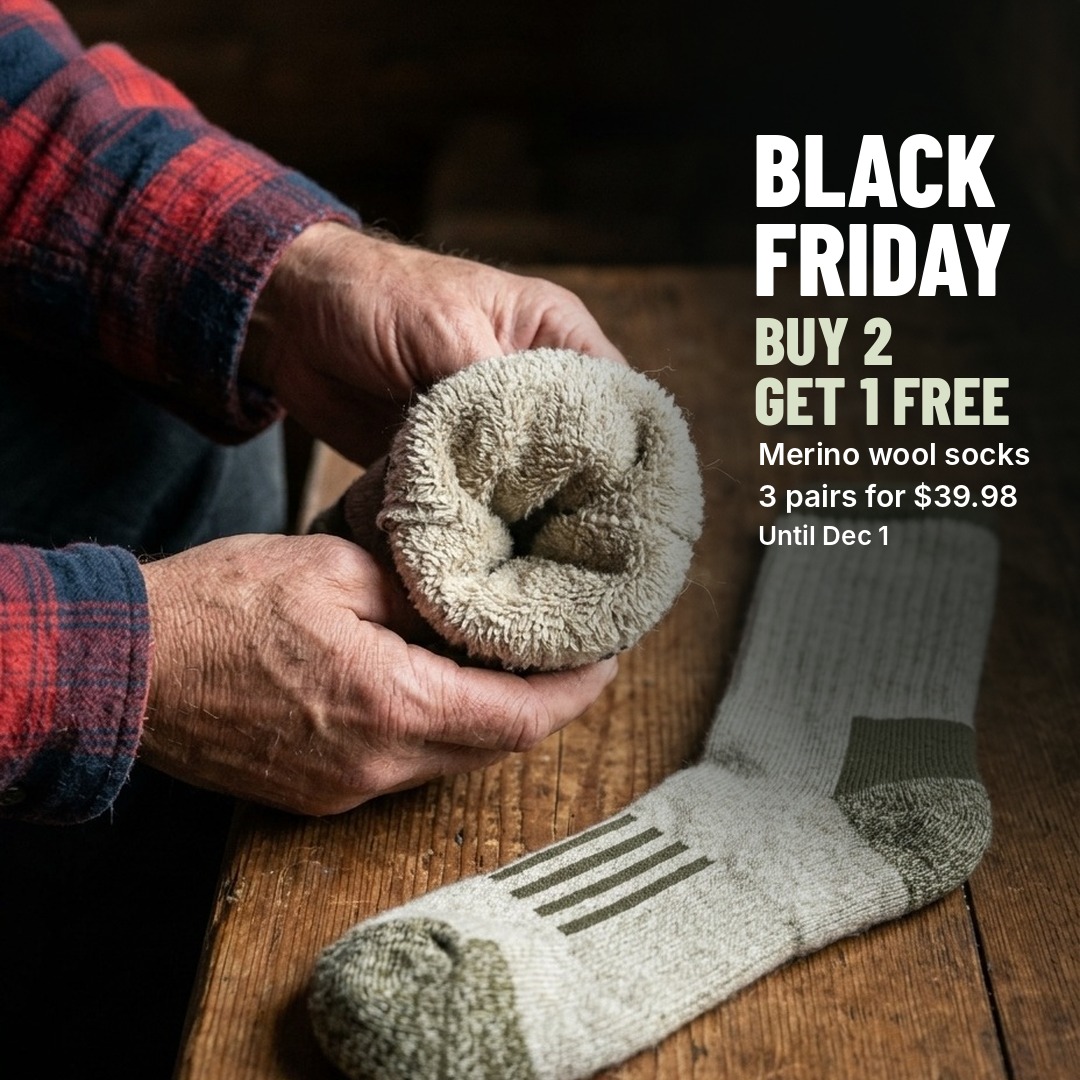 BLACK
FRIDAY
BUY 2
GET 1 FREE
Merino wool socks
3 pairs for $39.98
Until Dec 1